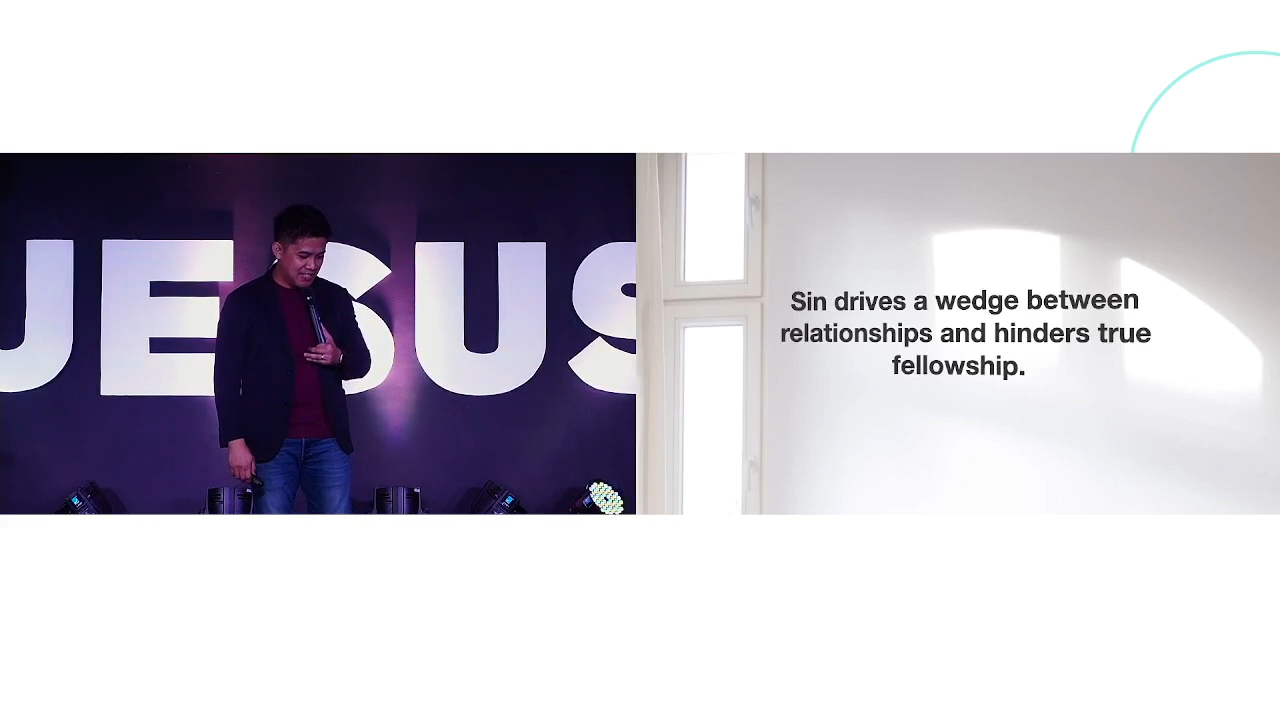 JESUS
Sin drives a wedge between
relationships and hinders true
fellowship.